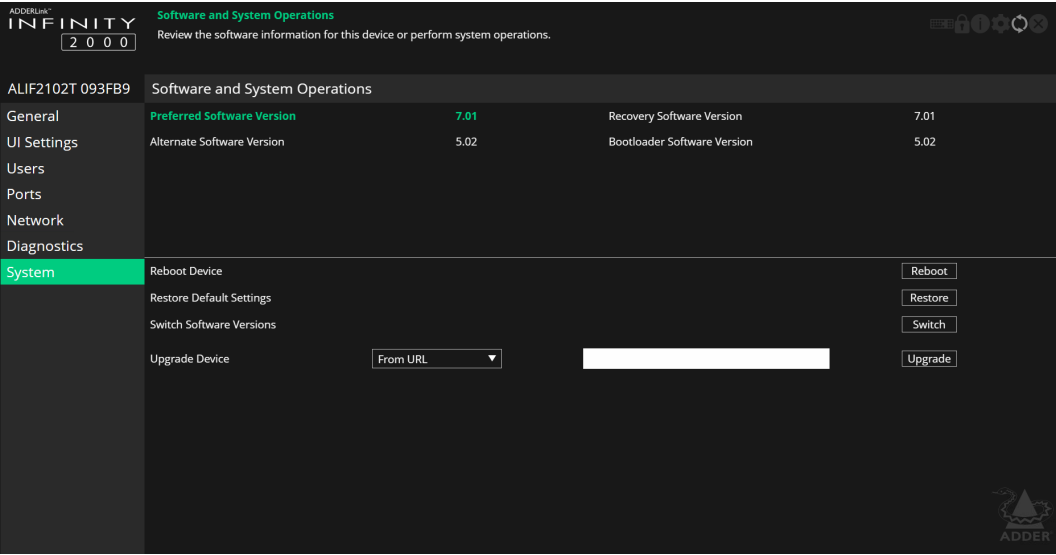 ADDERLink™
INFINITY
2000
Software and System Operations
Review the software information for this device or perform system operations.
ALIF2102T 093FB9
Software and System Operations
General
UI Settings
Users
Ports
Network
Diagnostics
System
Preferred Software Version 7.01 Recovery Software Version 7.01
Alternate Software Version 5.02 Bootloader Software Version 5.02
Reboot Device Reboot
Restore Default Settings Restore
Switch Software Versions Switch
Upgrade Device From URL Upgrade
ADDER